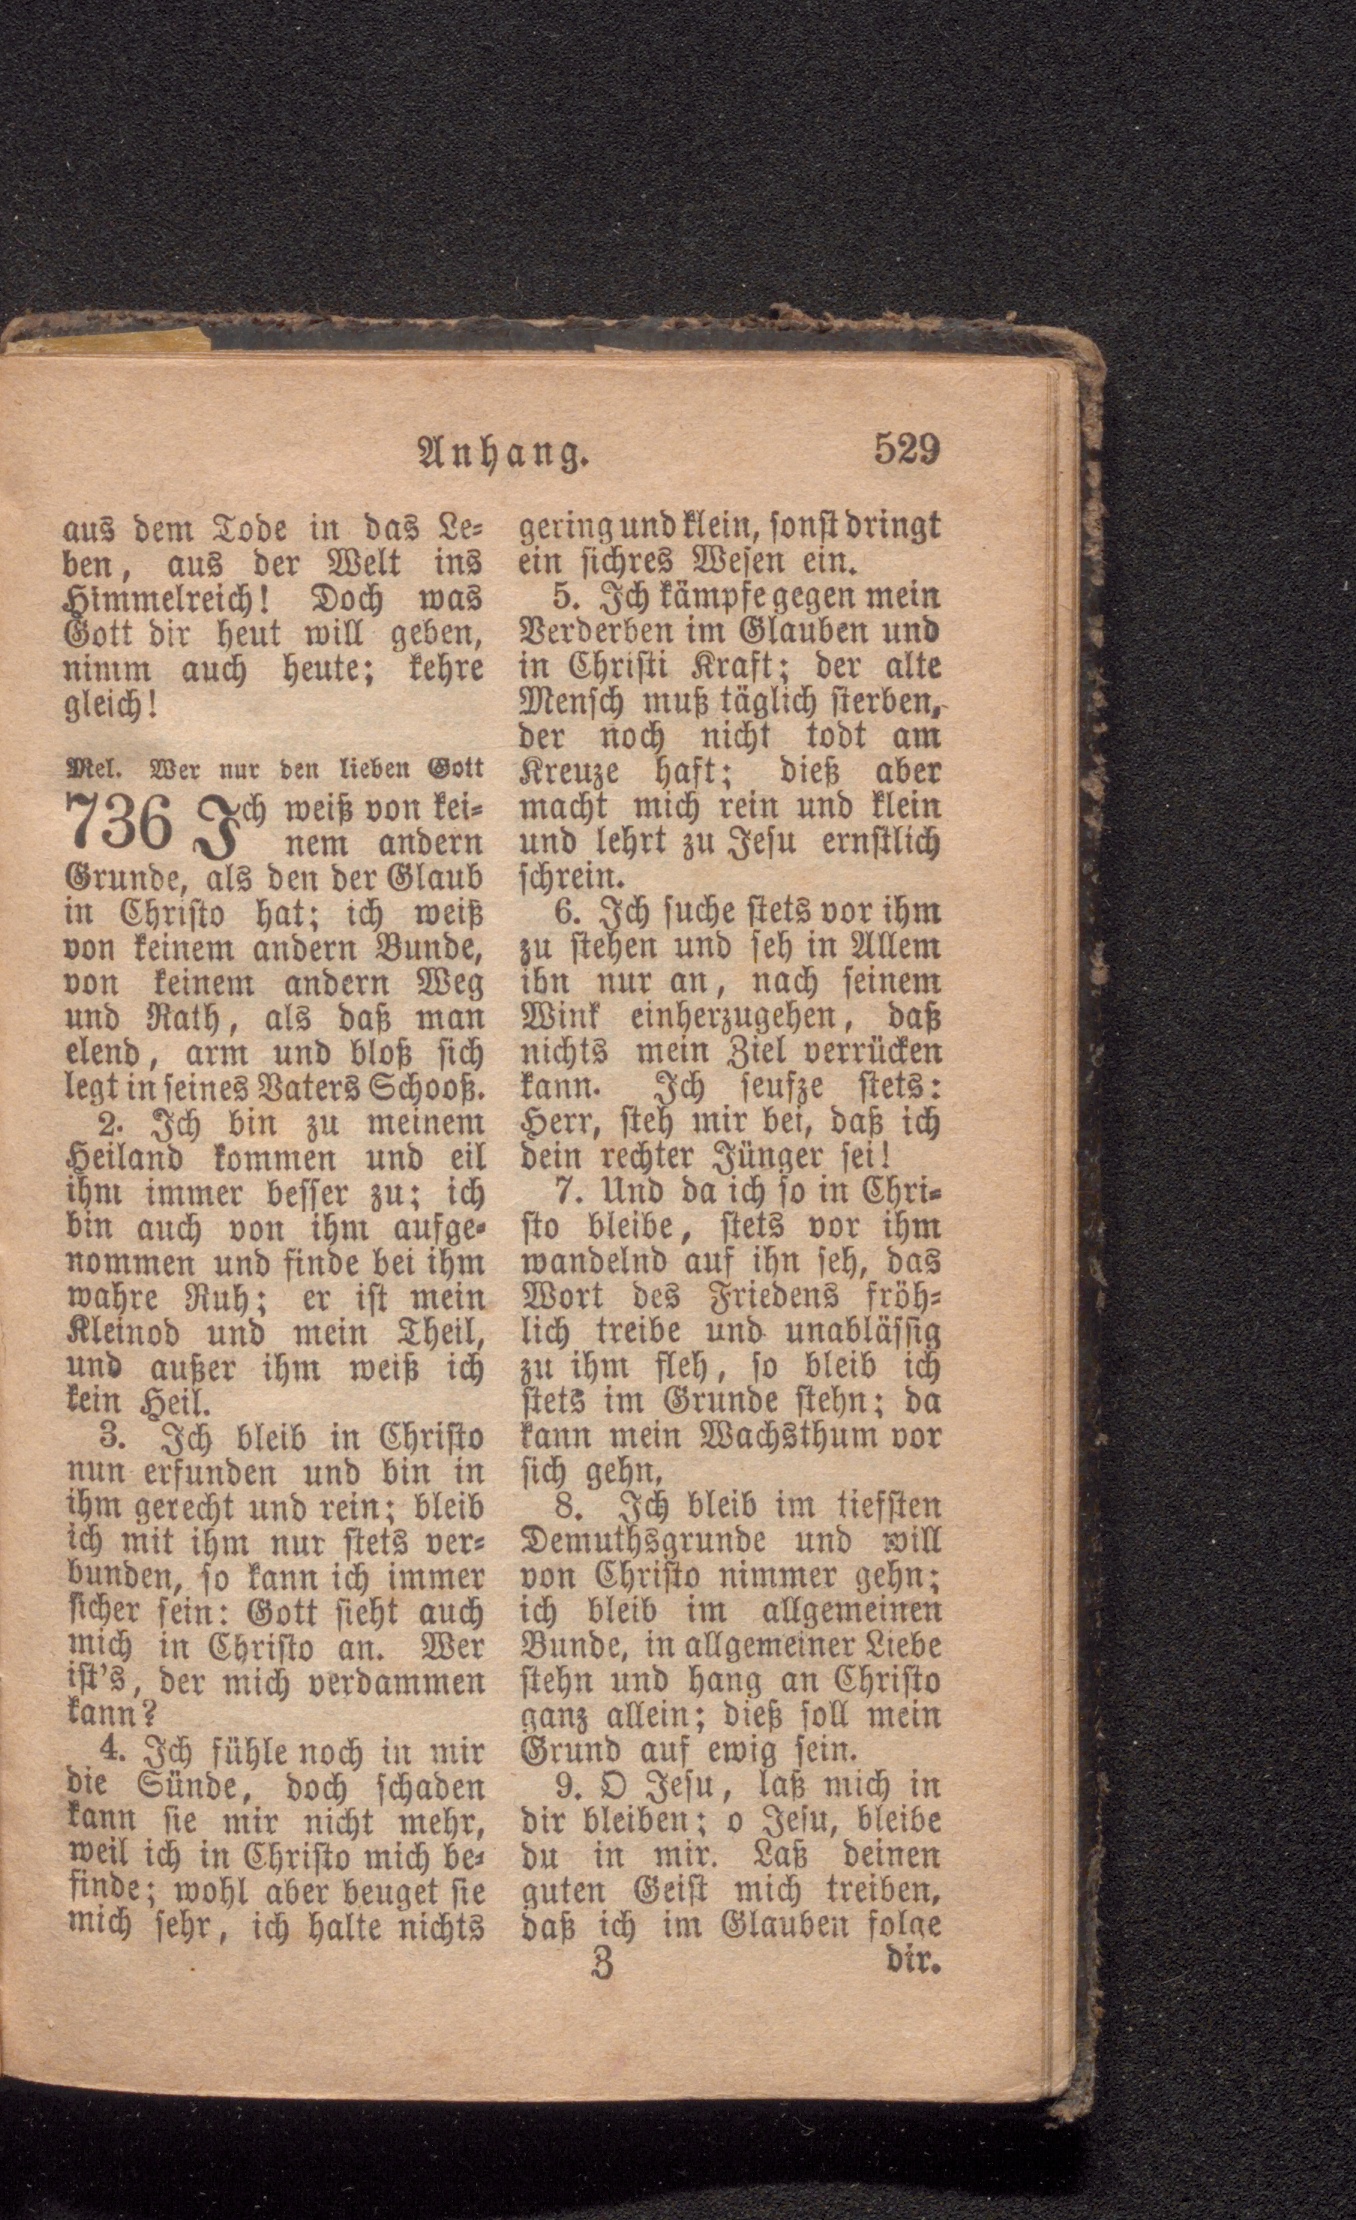 Anhang. 529
aus dem Tode in das Le-
ben, aus der Welt ins
Himmelreich! Doch was
Gott dir heut will geben,
nimm auch heute; kehre
gleich!
Mel. Wer nur den lieben Gott
736 Ich weiß von kei-
nem andern
Grunde, als den der Glaub
in Christo hat; ich weiß
von keinem andern Bunde,
von keinem andern Weg
und Rath, als daß man
elend, arm und bloß sich
legt in seines Vaters Schooß.
2. Ich bin zu meinem
Heiland kommen und eil
ihm immer besser zu; ich
bin auch von ihm aufge-
nommen und finde bei ihm
wahre Ruh; er ist mein
Kleinod und mein Theil,
und außer ihm weiß ich
kein Heil.
3. Ich bleib in Christo
nun erfunden und bin in
ihm gerecht und rein; bleib
ich mit ihm nur stets ver-
bunden, so kann ich immer
sicher sein: Gott sieht auch
mich in Christo an. Wer
ist's, der mich verdammen
kann?
4. Ich fühle noch in mir
die Sünde, doch schaden
kann sie mir nicht mehr,
weil ich in Christo mich be-
finde; wohl aber beuget sie
mich sehr, ich halte nichts
gering und klein, sonst dringt
ein sichres Wesen ein.
5. Ich kämpfe gegen mein
Verderben im Glauben und
in Christi Kraft; der alte
Mensch muß täglich sterben,
der noch nicht todt am
Kreuze haft; dieß aber
macht mich rein und klein
und lehrt zu Jesu ernstlich
schrein.
6. Ich suche stets vor ihm
zu stehen und seh in Allem
ihn nur an, nach seinem
Wink einherzugehen, daß
nichts mein Ziel verrücken
kann. Ich seufze stets:
Herr, steh mir bei, daß ich
dein rechter Jünger sei!
7. Und da ich so in Chri-
sto bleibe, stets vor ihm
wandelnd auf ihn seh, das
Wort des Friedens fröh-
lich treibe und unablässig
zu ihm fleh, so bleib ich
stets im Grunde stehn; da
kann mein Wachsthum vor
sich gehn.
8. Ich bleib im tiefsten
Demuthsgrunde und will
von Christo nimmer gehn;
ich bleib im allgemeinen
Bunde, in allgemeiner Liebe
stehn und hang an Christo
ganz allein; dieß soll mein
Grund auf ewig sein.
9. O Jesu, laß mich in
dir bleiben; o Jesu, bleibe
du in mir. Laß deinen
guten Geist mich treiben,
daß ich im Glauben folge
3 dir.